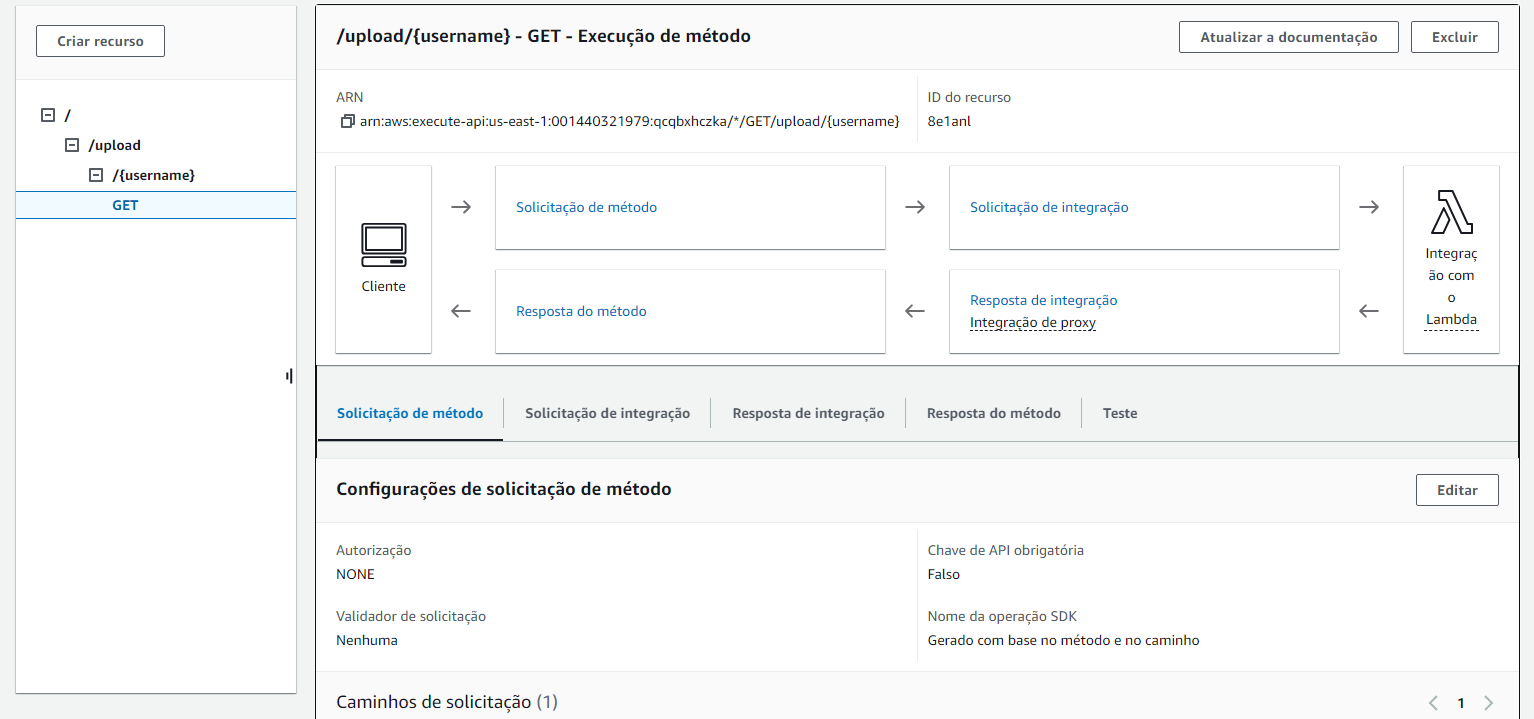 Criar recurso
/
/upload
/{username}
GET
/upload/{username} - GET - Execução de método
Atualizar a documentação
Excluir
ARN
arn:aws:execute-api:us-east-1:001440321979:qcqbxhczka/*/GET/upload/{username}
ID do recurso
8e1anl
Cliente
Solicitação de método
Solicitação de integração
Resposta do método
Resposta de integração
Integração de proxy
Integraç
ão com
o
Lambda
Solicitação de método
Solicitação de integração
Resposta de integração
Resposta do método
Teste
Configurações de solicitação de método
Editar
Autorização
NONE
Chave de API obrigatória
Falso
Validador de solicitação
Nenhuma
Nome da operação SDK
Gerado com base no método e no caminho
Caminhos de solicitação (1)
1